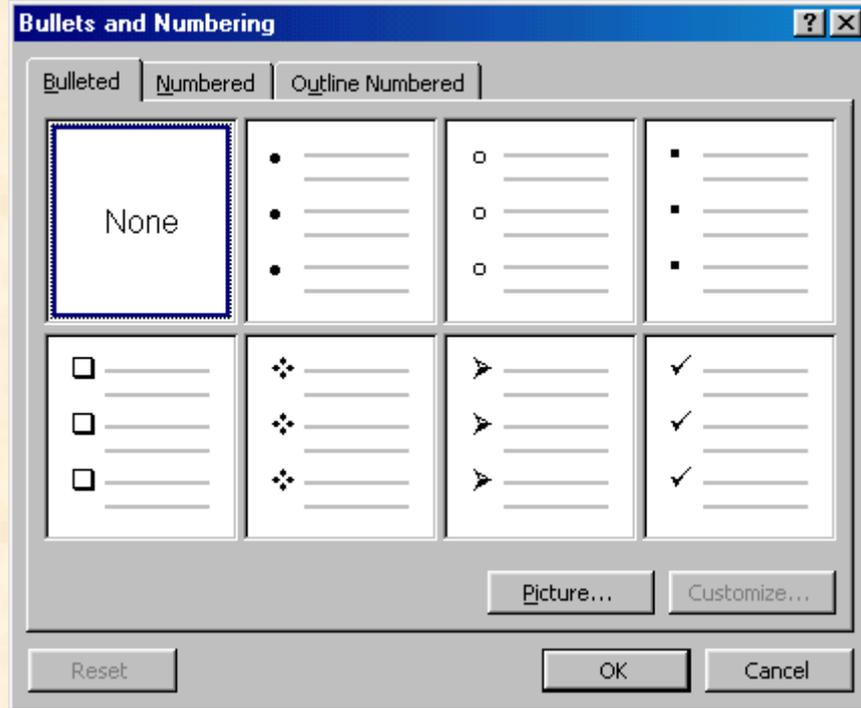 Bullets and Numbering
Bulleted Numbered Outline Numbered
None
Picture... Customize...
Reset OK Cancel